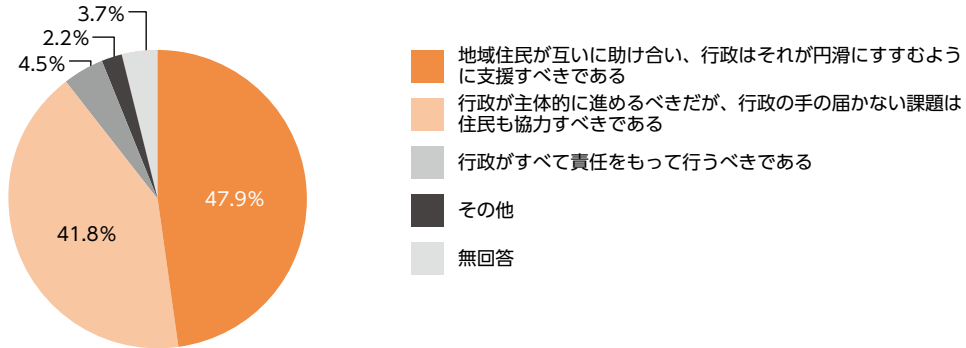 3.7%
2.2%
4.5%
47.9%
41.8%
地域住民が互いに助け合い、行政はそれが円滑にすすむよう
に支援すべきである
行政が主体的に進めるべきだが、行政の手の届かない課題は
住民も協力すべきである
行政がすべて責任をもって行うべきである
その他
無回答